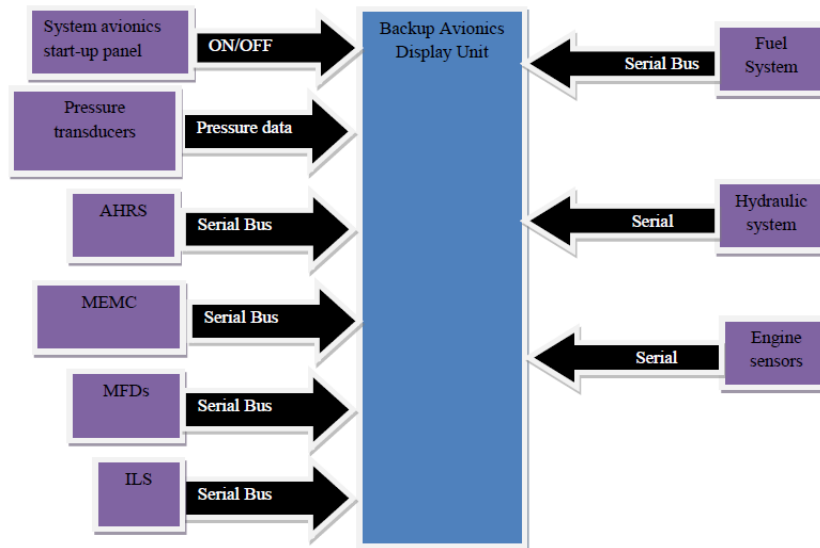 System avionics
start-up panel
ON/OFF
Backup Avionics
Display Unit
Serial Bus
Fuel
System
Pressure
transducers
Pressure data
AHRS
Serial Bus
Serial
Hydraulic
system
MEMC
Serial Bus
Serial
Engine
sensors
MFDs
Serial Bus
ILS
Serial Bus